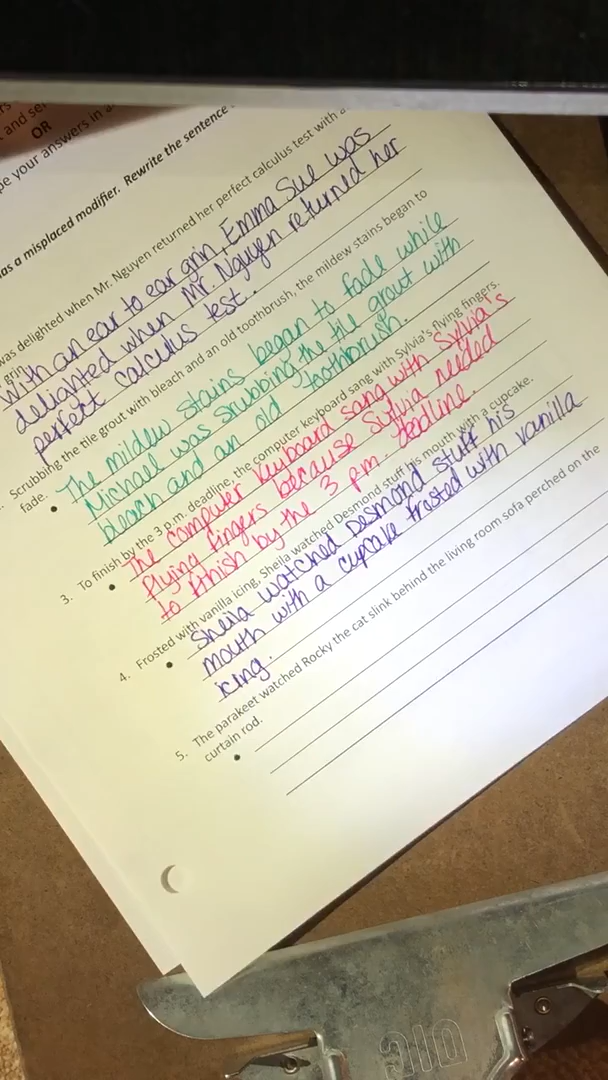 and se
OR
pe your answers in
as a misplaced modifier. Rewrite the sentence
was delighted when Mr. Nguyen returned her perfect calculus test with a
grin.
With an ear to ear grin, Emma Sue was
delighted when Mr. Nguyen returned her
perfect calculus test.
Scrubbing the tile grout with bleach and an old toothbrush, the mildew stains began to
fade.
• The mildew stains began to fade while
Michael was srubbing the tile grout with
bleach and an old toothbrush.
3. To finish by the 3 p.m. deadline, the computer keyboard sang with Sylvia's flying fingers.
• The computer keyboard sang with Sylvia's
flying fingers because Sylvia needed
to finish by the 3 p.m. deadline.
4. Frosted with vanilla icing, Sheila watched Desmond stuff his mouth with a cupcake.
• Sheila watched Desmond stuff his
mouth with a cupcake frosted with vanilla
icing.
5. The parakeet watched Rocky the cat slink behind the living room sofa perched on the
curtain rod.
•